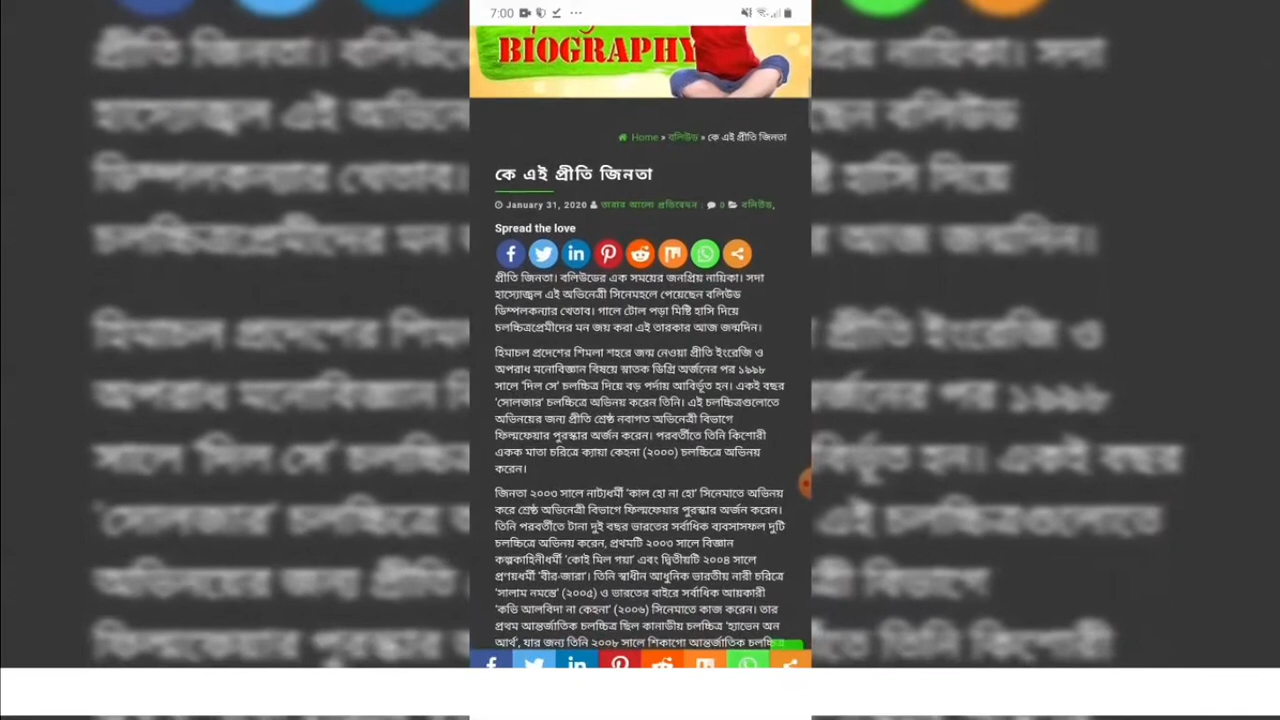 7:00
BIOGRAPHY
Home » বলিউড » কে এই প্রীতি জিনতা
কে এই প্রীতি জিনতা
January 31, 2020 তারার আলো প্রতিবেদন : 0 বলিউড,
Spread the love
প্রীতি জিনতা। বলিউডের এক সময়ের জনপ্রিয় নায়িকা। সদা
হাস্যোজ্বল এই অভিনেত্রী সিনেমহলে পেয়েছেন বলিউড
ডিম্পলকন্যার খেতাব। গালে টোল পড়া মিষ্টি হাসি দিয়ে
চলচ্চিত্রপ্রেমীদের মন জয় করা এই তারকার আজ জন্মদিন।
হিমাচল প্রদেশের শিমলা শহরে জন্ম নেওয়া প্রীতি ইংরেজি ও
অপরাধ মনোবিজ্ঞান বিষয়ে স্নাতক ডিগ্রি অর্জনের পর ১৯৯৮
সালে ‘দিল সে’ চলচ্চিত্র দিয়ে বড় পর্দায় আবির্ভূত হন। একই বছর
‘সোলজার’ চলচ্চিত্রে অভিনয় করেন তিনি। এই চলচ্চিত্রগুলোতে
অভিনয়ের জন্য প্রীতি শ্রেষ্ঠ নবাগত অভিনেত্রী বিভাগে
ফিল্মফেয়ার পুরস্কার অর্জন করেন। পরবর্তীতে তিনি কিশোরী
একক মাতা চরিত্রে ক্যায়া কেহনা (২০০০) চলচ্চিত্রে অভিনয়
করেন।
জিনতা ২০০৩ সালে নাট্যধর্মী ‘কাল হো না হো’ সিনেমাতে অভিনয়
করে শ্রেষ্ঠ অভিনেত্রী বিভাগে ফিল্মফেয়ার পুরস্কার অর্জন করেন।
তিনি পরবর্তীতে টানা দুই বছর ভারতের সর্বাধিক ব্যবসাসফল দুটি
চলচ্চিত্রে অভিনয় করেন, প্রথমটি ২০০৩ সালে বিজ্ঞান
কল্পকাহিনীধর্মী ‘কোই মিল গয়া’ এবং দ্বিতীয়টি ২০০৪ সালে
প্রণয়ধর্মী ‘বীর-জারা’। তিনি স্বাধীন আধুনিক ভারতীয় নারী চরিত্রে
‘সালাম নমস্তে’ (২০০৫) ও ভারতের বাইরে সর্বাধিক আয়কারী
‘কভি আলবিদা না কেহনা’ (২০০৬) সিনেমাতে কাজ করেন। তার
প্রথম আন্তর্জাতিক চলচ্চিত্র ছিল কানাডীয় চলচ্চিত্র ‘হ্যাভেন অন
আর্থ’, যার জন্য তিনি ২০০৮ সালে শিকাগো আন্তর্জাতিক চলচ্চিত্র